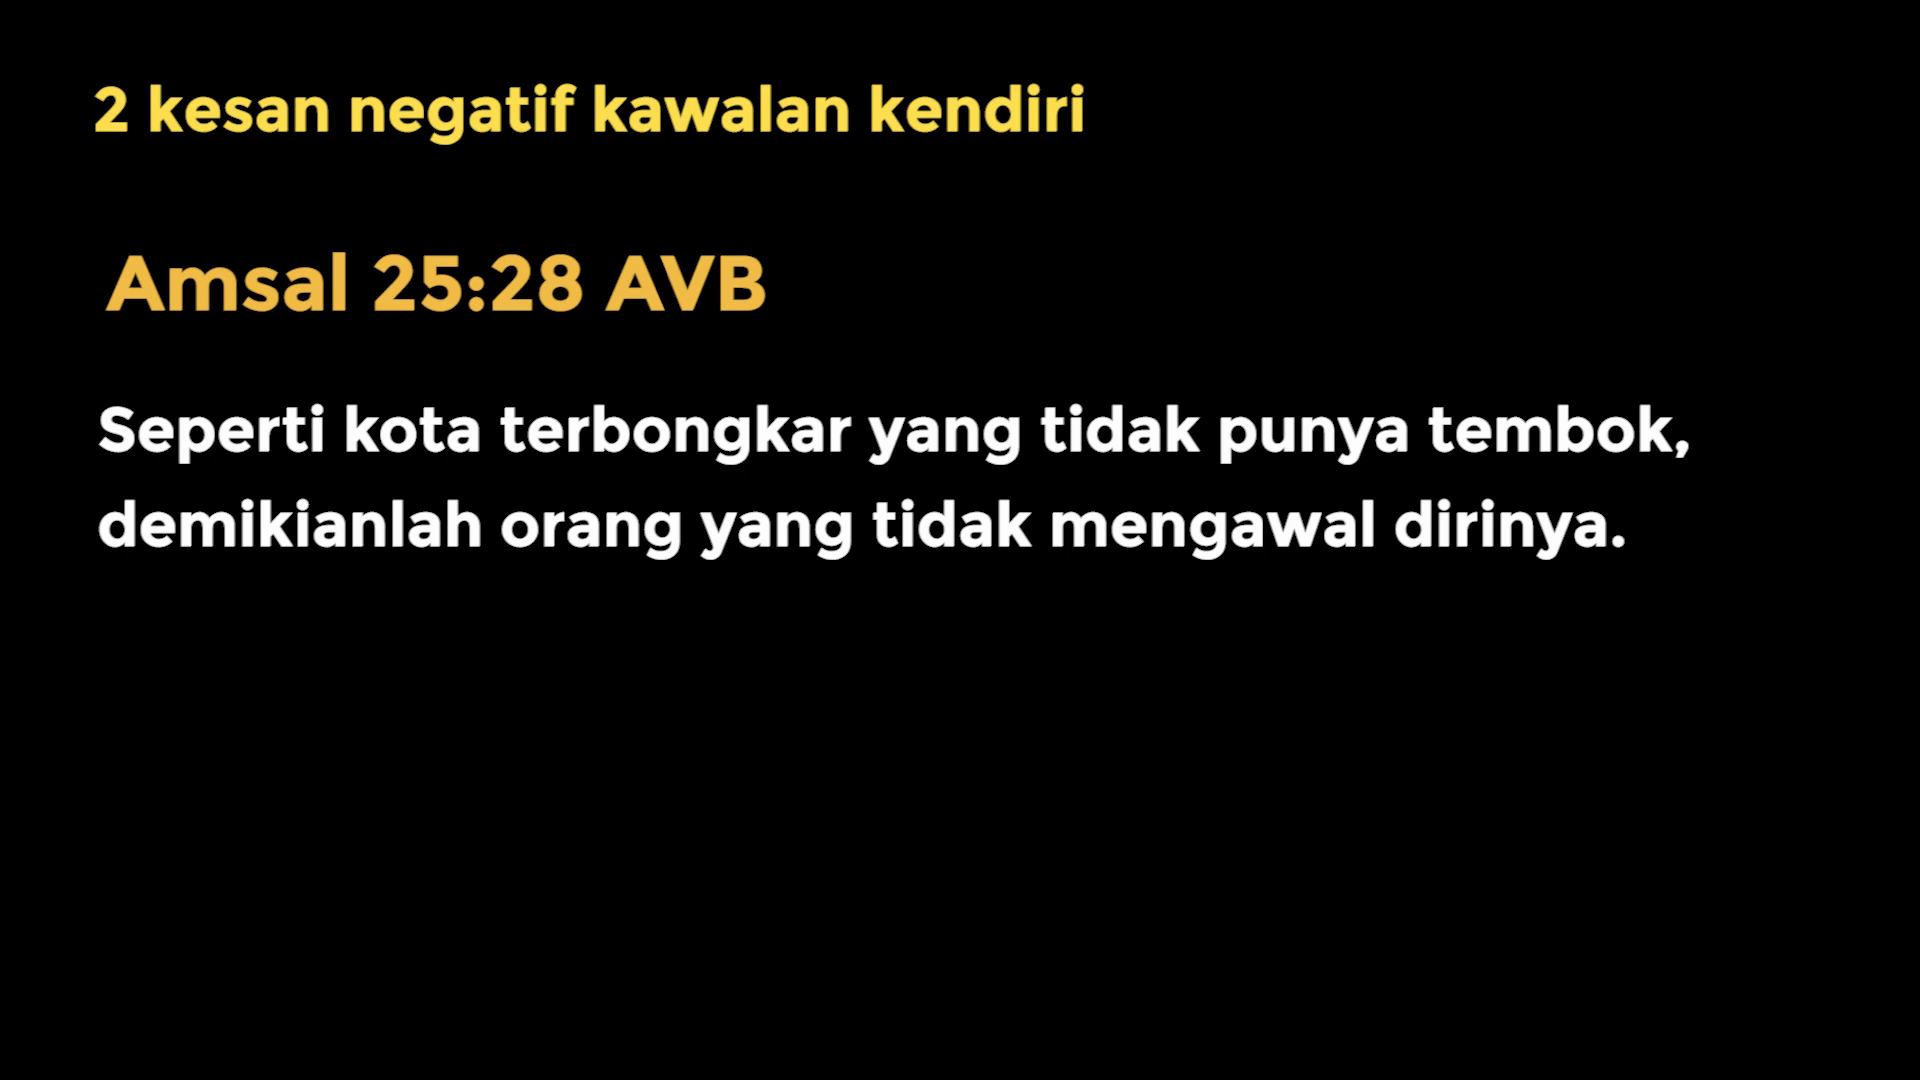 2 kesan negatif kawalan kendiri
Amsal 25:28 AVB
Seperti kota terbongkar yang tidak punya tembok,
demikianlah orang yang tidak mengawal dirinya.